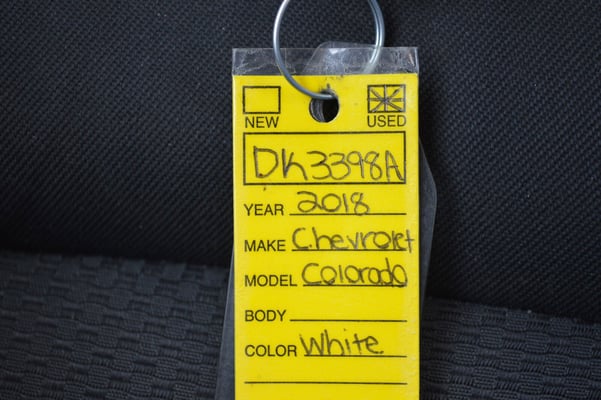 NEW USED
DK3398A
YEAR 2018
MAKE Chevrolet
MODEL Colorado
BODY
COLOR White